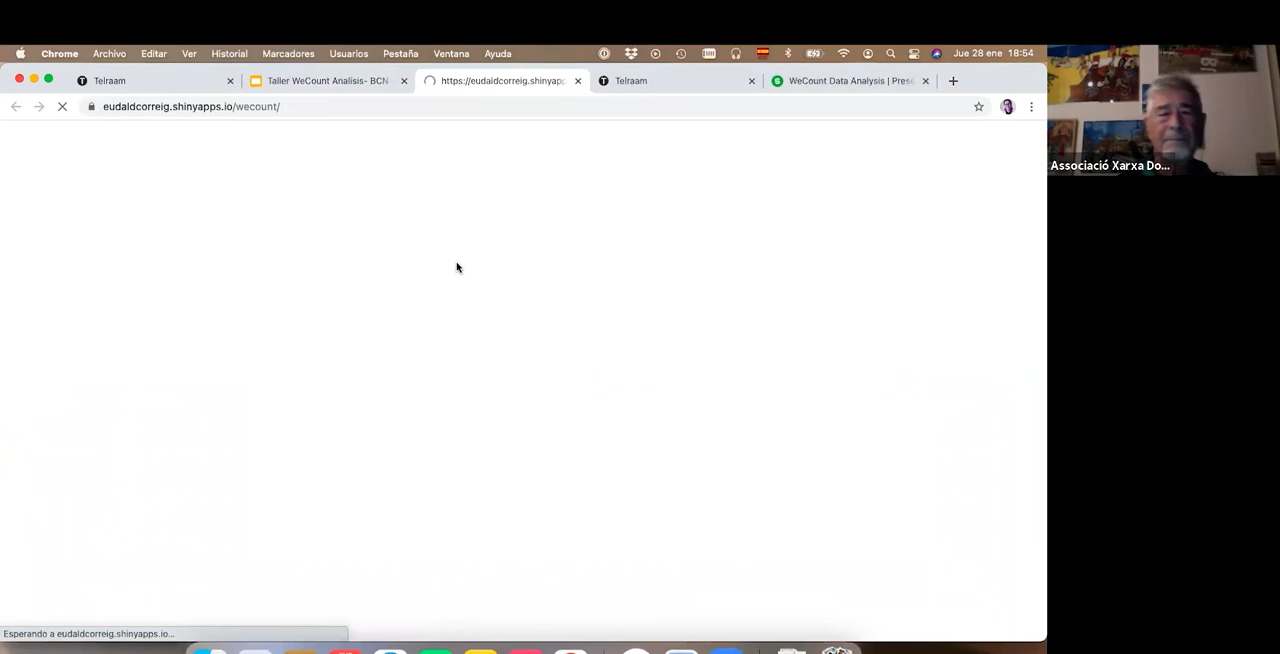 Chrome Archivo Editar Ver Historial Marcadores Usuarios Pestaña Ventana Ayuda Jue 28 ene 18:54
Telraam Taller WeCount Analisis- BCN https://eudaldcorreig.shinyapp Telraam WeCount Data Analysis | Prese
eudaldcorreig.shinyapps.io/wecount/
Associació Xarxa Do...
Esperando a eudaldcorreig.shinyapps.io...